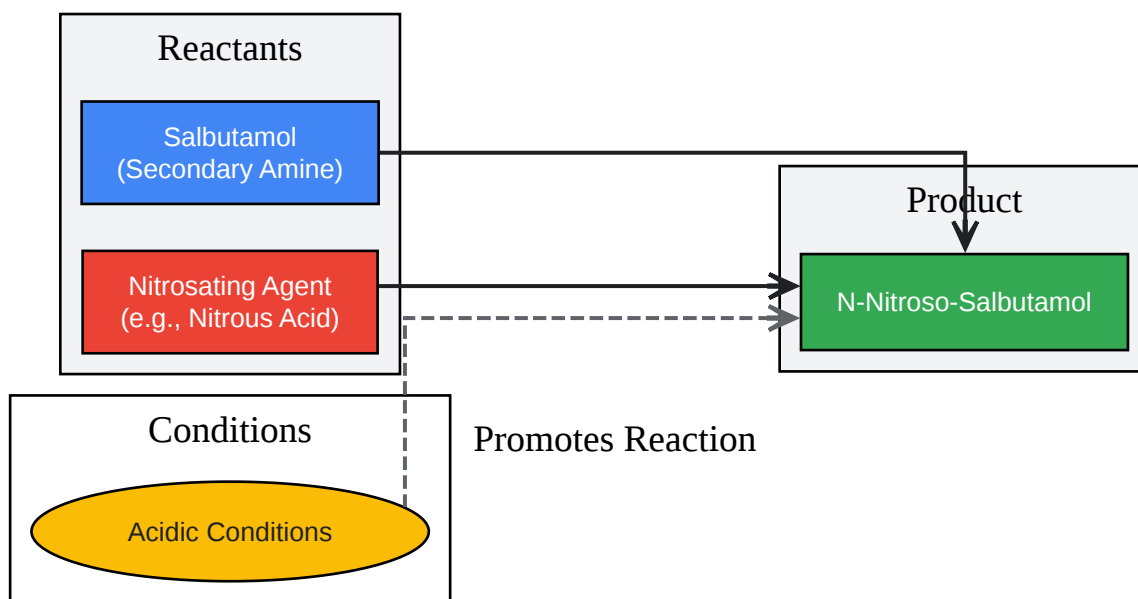 Reactants
Salbutamol
(Secondary Amine)
Nitrosating Agent
(e.g., Nitrous Acid)
Product
N-Nitroso-Salbutamol
Conditions
Promotes Reaction
Acidic Conditions